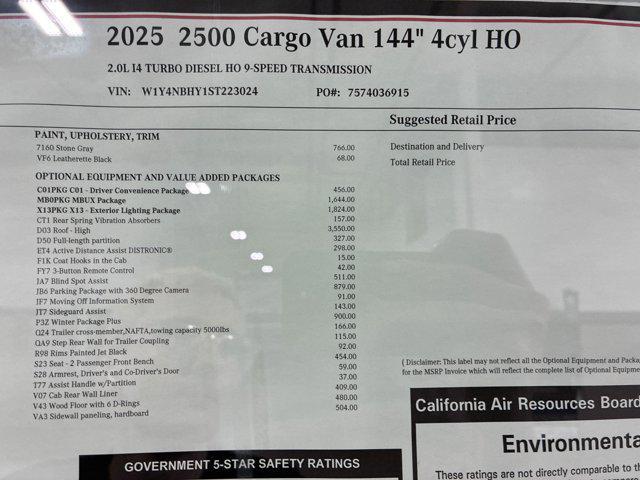 2025 2500 Cargo Van 144" 4cyl HO
2.0L I4 TURBO DIESEL HO 9-SPEED TRANSMISSION
VIN: W1Y4NBHY1ST223024 PO#: 7574036915
Suggested Retail Price
PAINT, UPHOLSTERY, TRIM
7160 Stone Gray 766.00
VF6 Leatherette Black 68.00
Destination and Delivery
Total Retail Price
OPTIONAL EQUIPMENT AND VALUE ADDED PACKAGES
C01PKG C01 - Driver Convenience Package 456.00
MB0PKG MBUX Package 1,644.00
X13PKG X13 - Exterior Lighting Package 1,824.00
CT1 Rear Spring Vibration Absorbers 157.00
D03 Roof - High 3,550.00
D50 Full-length partition 327.00
ET4 Active Distance Assist DISTRONIC® 298.00
F1K Coat Hooks in the Cab 15.00
FY7 3-Button Remote Control 42.00
JA7 Blind Spot Assist 511.00
JB6 Parking Package with 360 Degree Camera 879.00
JF7 Moving Off Information System 91.00
JT7 Sideguard Assist 143.00
P3Z Winter Package Plus 900.00
Q24 Trailer cross-member,NAFTA,towing capacity 5000lbs 166.00
QA9 Step Rear Wall for Trailer Coupling 115.00
R98 Rims Painted Jet Black 92.00
S23 Seat - 2 Passenger Front Bench 454.00
S28 Armrest, Driver's and Co-Driver's Door 59.00
T77 Assist Handle w/Partition 37.00
V07 Cab Rear Wall Liner 409.00
V43 Wood Floor with 6 D-Rings 480.00
VA3 Sidewall paneling, hardboard 504.00
( Disclaimer: This label may not reflect all the Optional Equipment and Packa
for the MSRP Invoice which will reflect the complete list of Optional Equipme
California Air Resources Board
Environmenta
These ratings are not directly comparable to th
GOVERNMENT 5-STAR SAFETY RATINGS